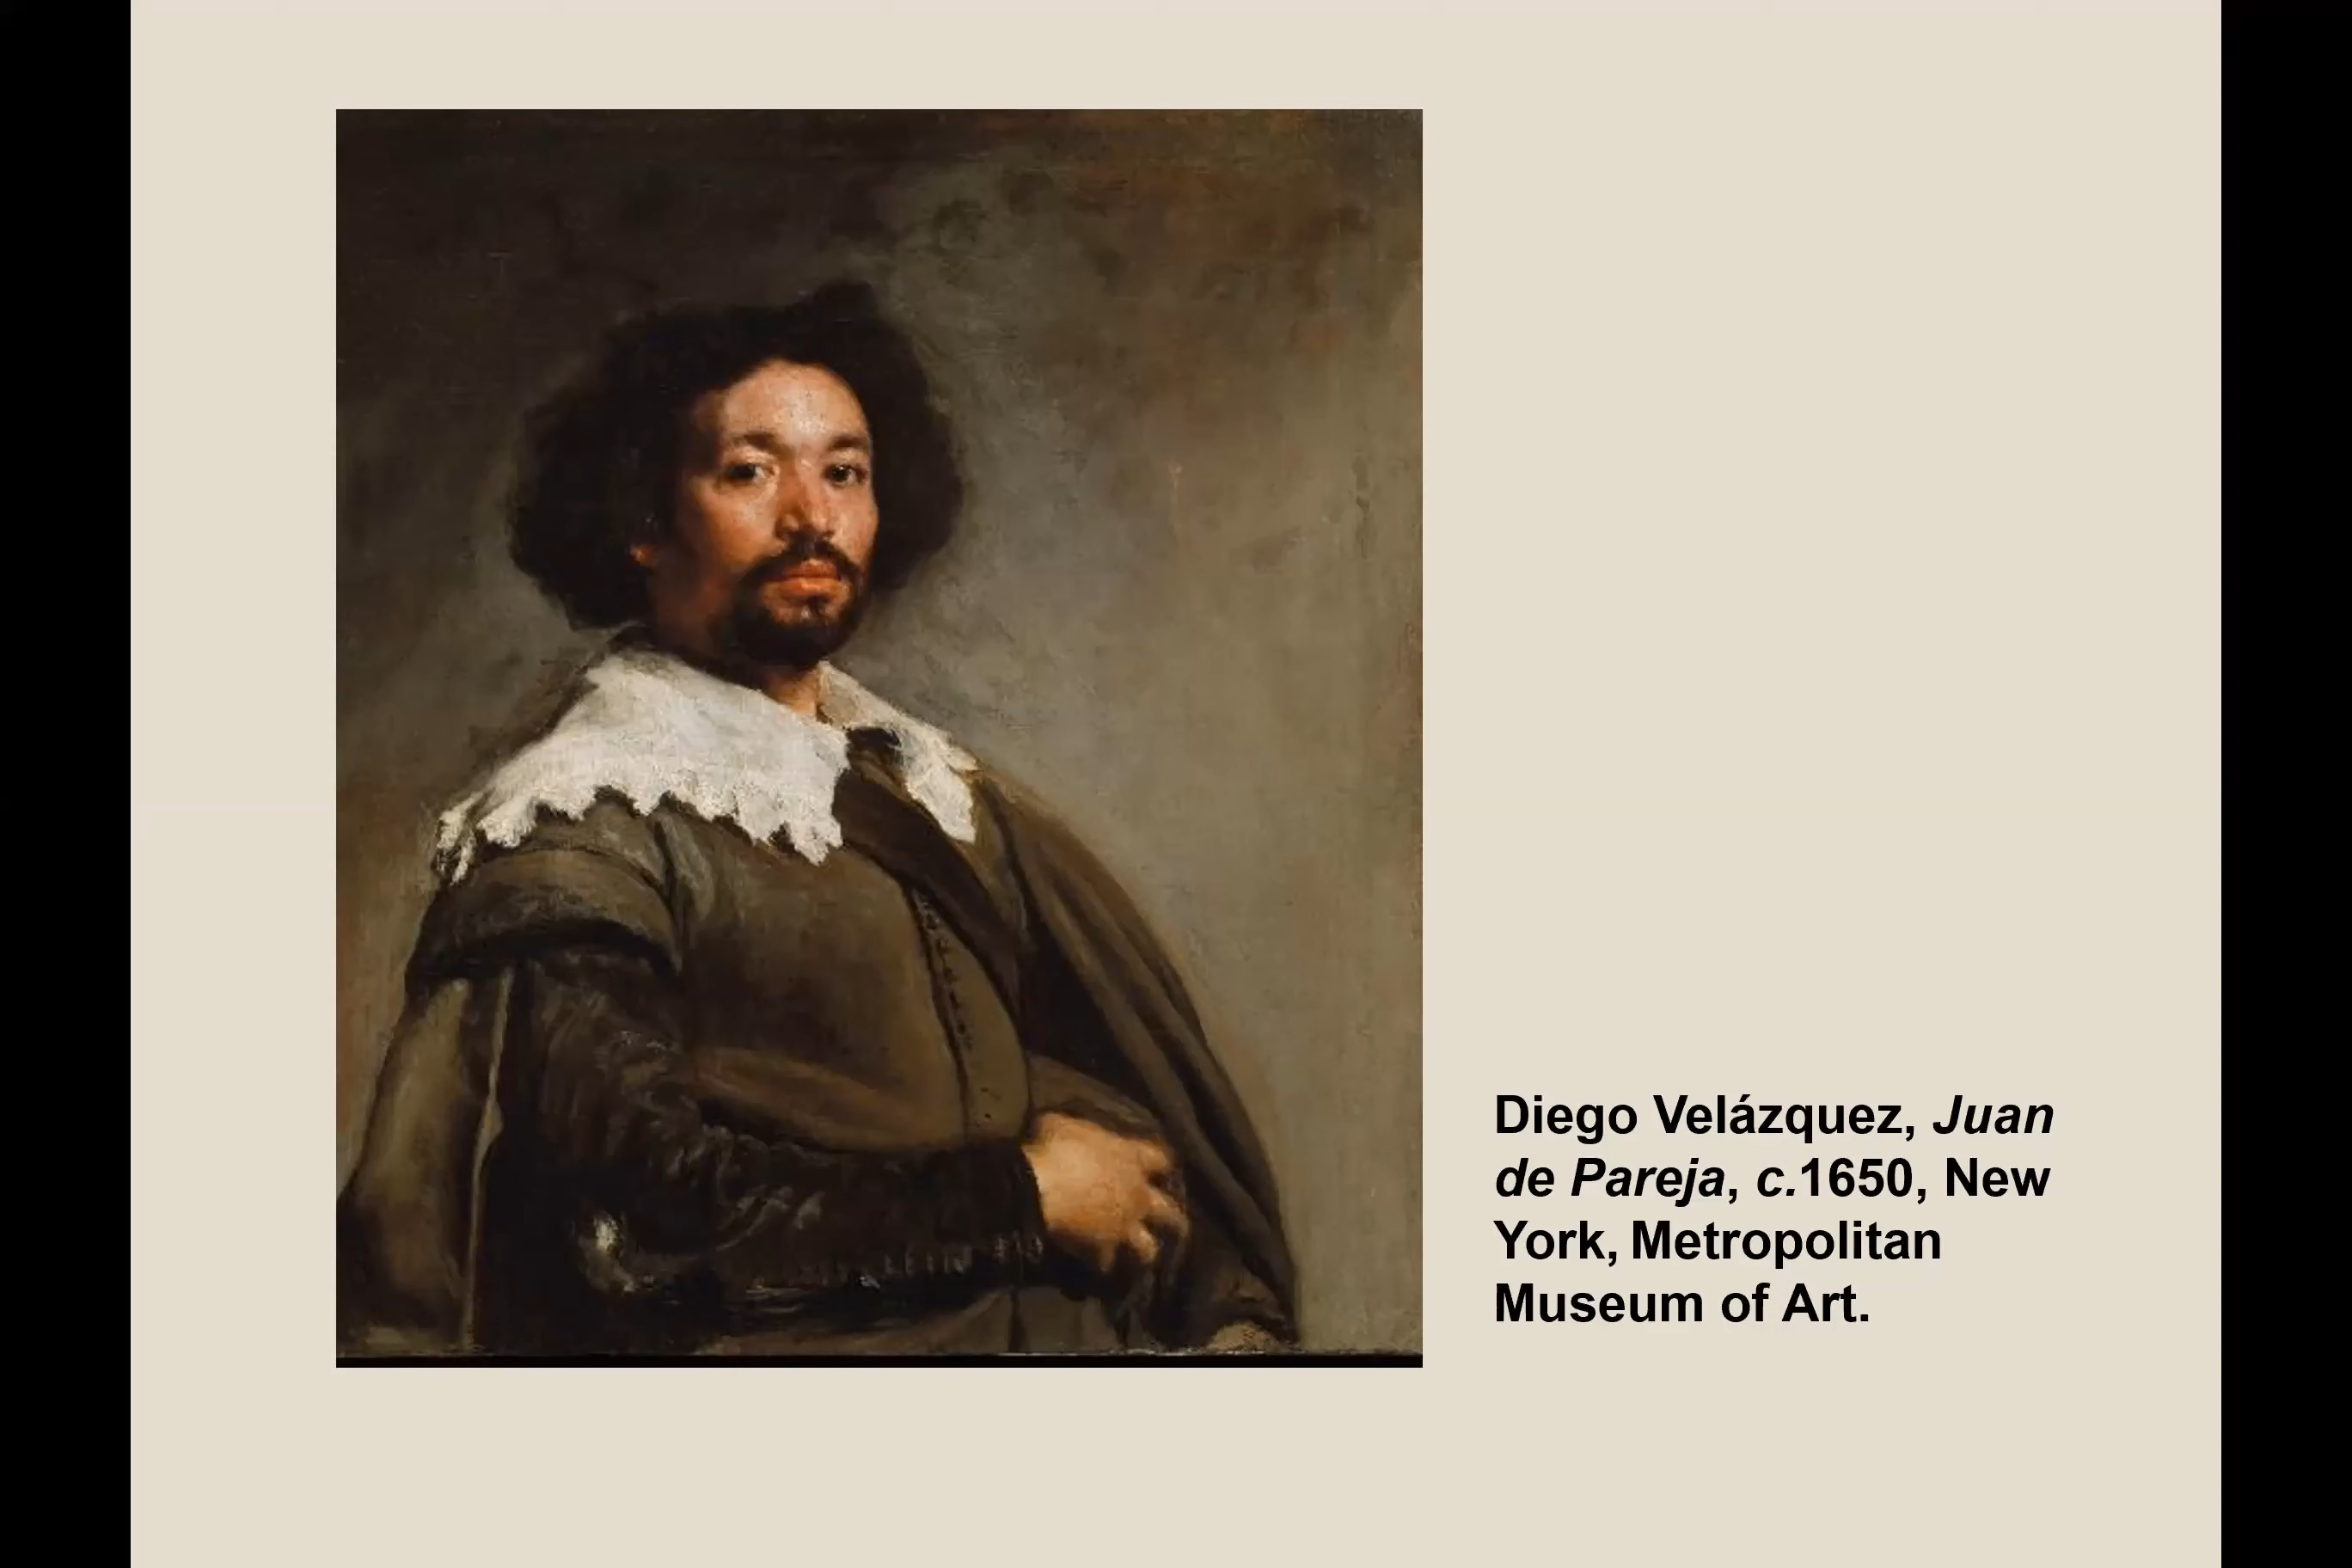 Diego Velázquez, Juan
de Pareja, c.1650, New
York, Metropolitan
Museum of Art.